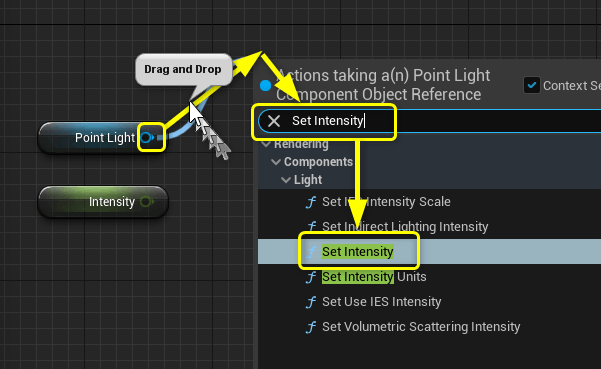 Drag and Drop
Actions taking a(n) Point Light
Component Object Reference
Context Se
Set Intensity
Point Light
Intensity
Rendering
Components
Light
Set IES Intensity Scale
Set Indirect Lighting Intensity
Set Intensity
Set Intensity Units
Set Use IES Intensity
Set Volumetric Scattering Intensity